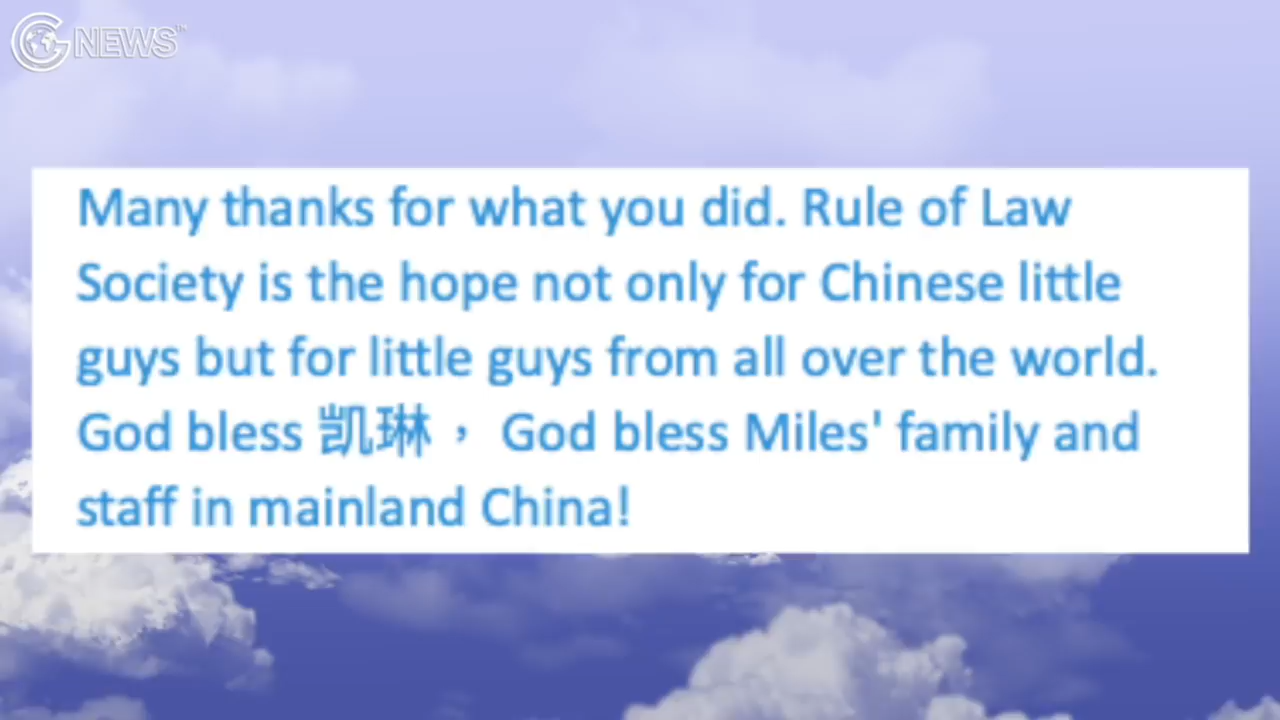 GNEWS™
Many thanks for what you did. Rule of Law
Society is the hope not only for Chinese little
guys but for little guys from all over the world.
God bless 凯琳， God bless Miles' family and
staff in mainland China!